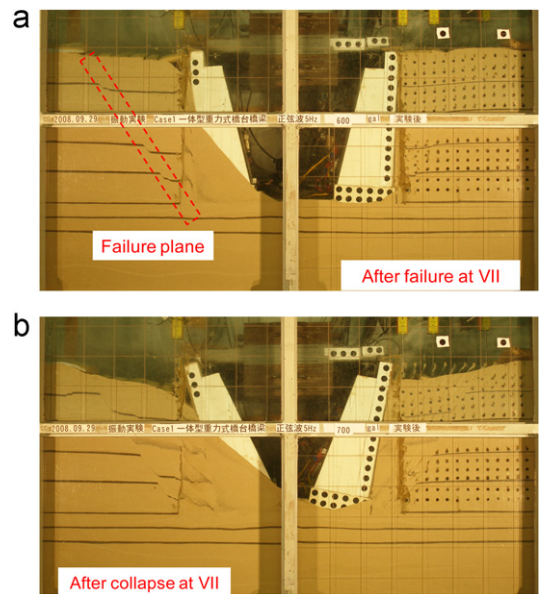 a
2008.09.29 振動実験 Case1 一体型重力式橋台橋梁 正弦波5Hz 600 gal 実験後
Failure plane
After failure at VII
b
2008.09.29 振動実験 Case1 一体型重力式橋台橋梁 正弦波5Hz 700 gal 実験後
After collapse at VII